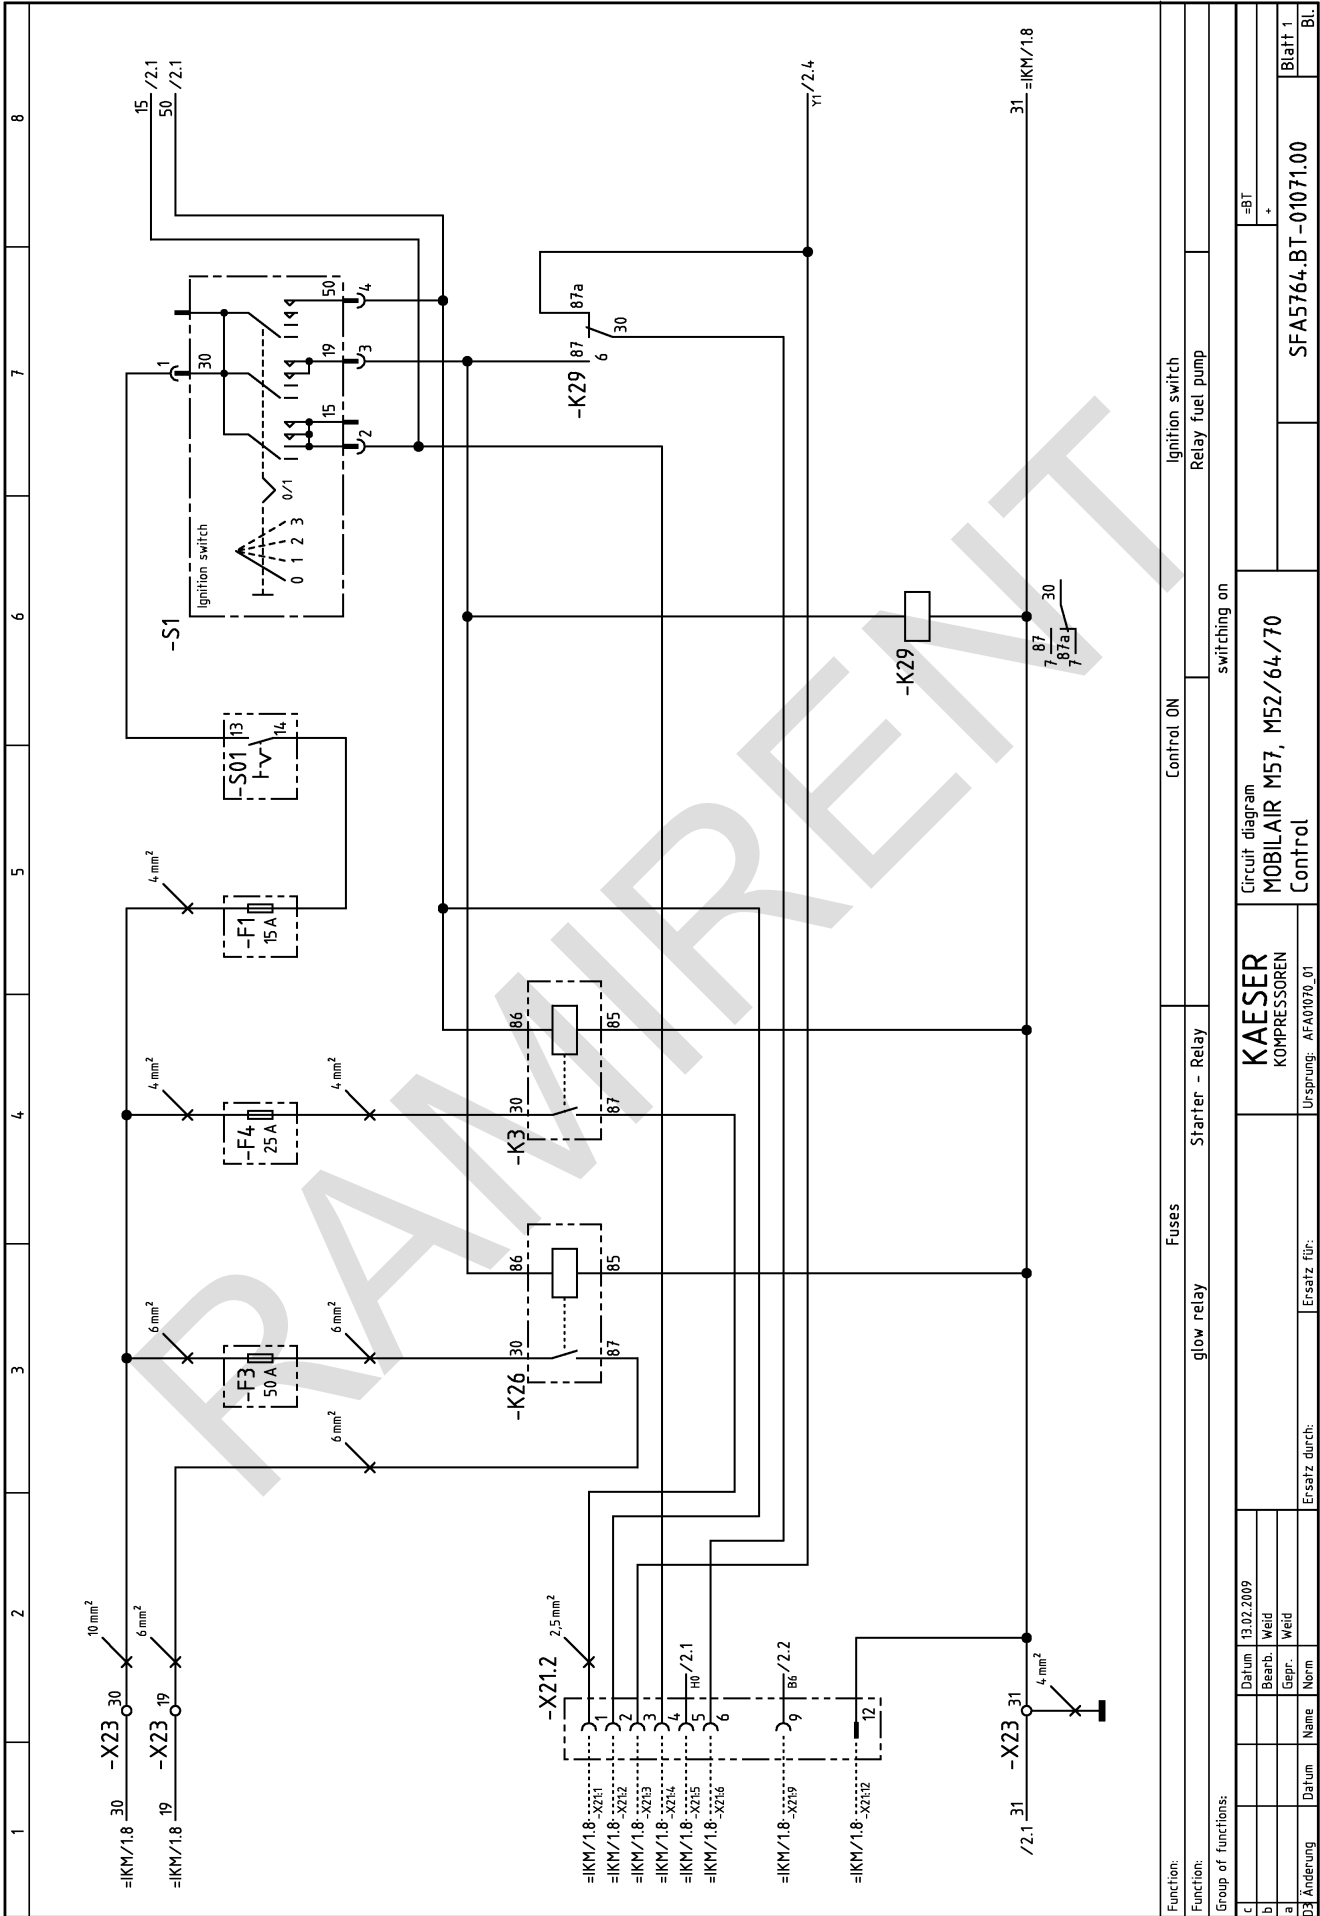 1 2 3 4 5 6 7 8
=IKM/1.8 30
-X23
30
10 mm²
=IKM/1.8 19
-X23
19
6 mm²
6 mm²
6 mm²
6 mm²
4 mm²
4 mm²
4 mm²
-F3
50 A
-F4
25 A
-F1
15 A
-S01
13
14
-S1
Ignition switch
0 1 2 3
0/1
1
30
15
19
50
2
3
4
15 /2.1
50 /2.1
-K26
30
86
87
85
-K3
30
86
87
85
-K29
87
6
87a
30
Y1 /2.4
-X21.2
2,5 mm²
=IKM/1.8 -X21:1 1
=IKM/1.8 -X21:2 2
=IKM/1.8 -X21:3 3
=IKM/1.8 -X21:4 4
=IKM/1.8 -X21:5 5 H0 /2.1
=IKM/1.8 -X21:6 6
=IKM/1.8 -X21:9 9 B6 /2.2
=IKM/1.8 -X21:12 12
-K29
87
7
87a
7
30
/2.1 31
-X23
31
4 mm²
31 =IKM/1.8
RAMIRENT
Function: Fuses Control ON Ignition switch
Function: glow relay Starter - Relay Relay fuel pump
Group of functions: switching on
c
b
a
03 Änderung Datum Name Norm
Datum 13.02.2009
Bearb. Weid
Gepr. Weid
Ersatz durch: Ersatz für: Ursprung: AFA01070_01
KAESER
KOMPRESSOREN
Circuit diagram
MOBILAIR M57, M52/64/70
Control
=BT
+
SFA5764.BT-01071.00
Blatt 1
Bl.